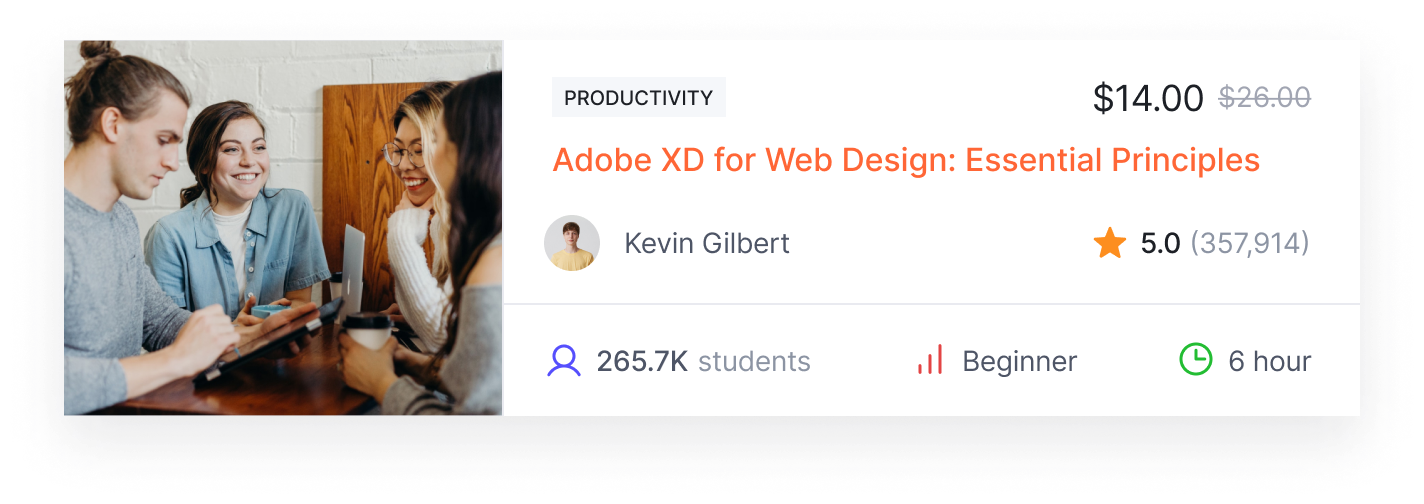 PRODUCTIVITY $14.00 $26.00
Adobe XD for Web Design: Essential Principles
Kevin Gilbert 5.0 (357,914)
265.7K students Beginner 6 hour